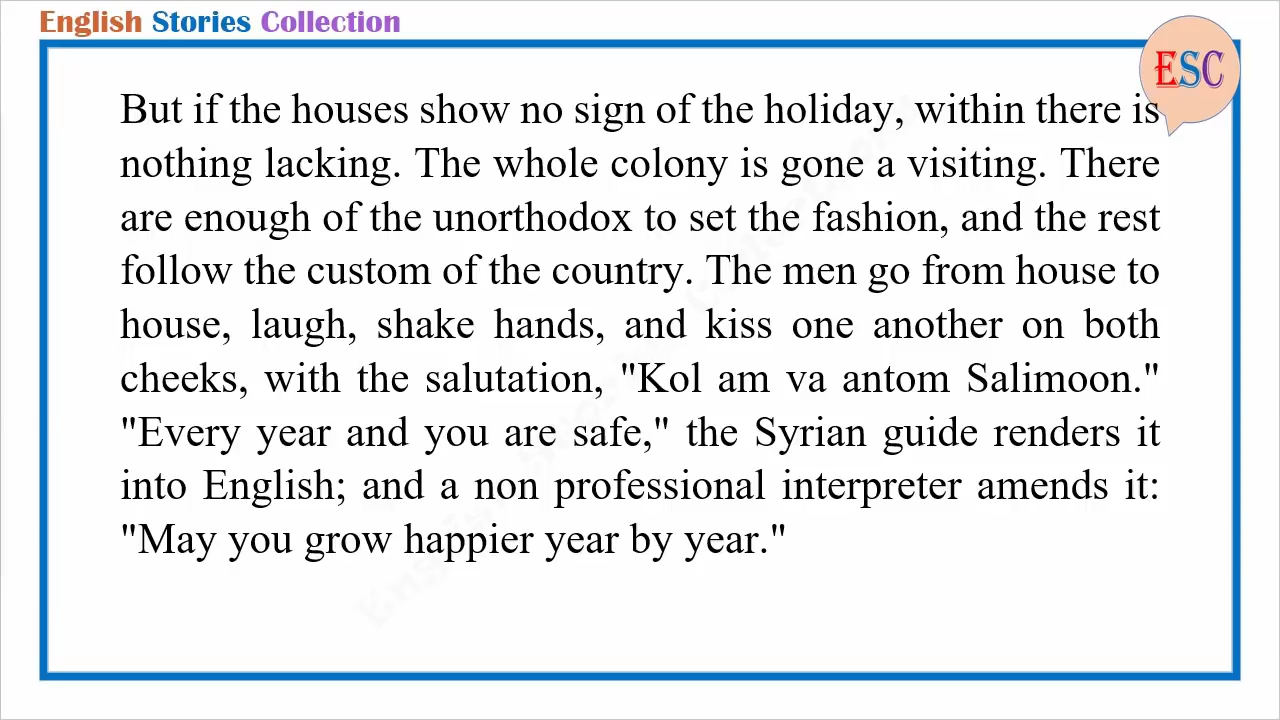 English Stories Collection
ESC
But if the houses show no sign of the holiday, within there is
nothing lacking. The whole colony is gone a visiting. There
are enough of the unorthodox to set the fashion, and the rest
follow the custom of the country. The men go from house to
house, laugh, shake hands, and kiss one another on both
cheeks, with the salutation, "Kol am va antom Salimoon."
"Every year and you are safe," the Syrian guide renders it
into English; and a non professional interpreter amends it:
"May you grow happier year by year."